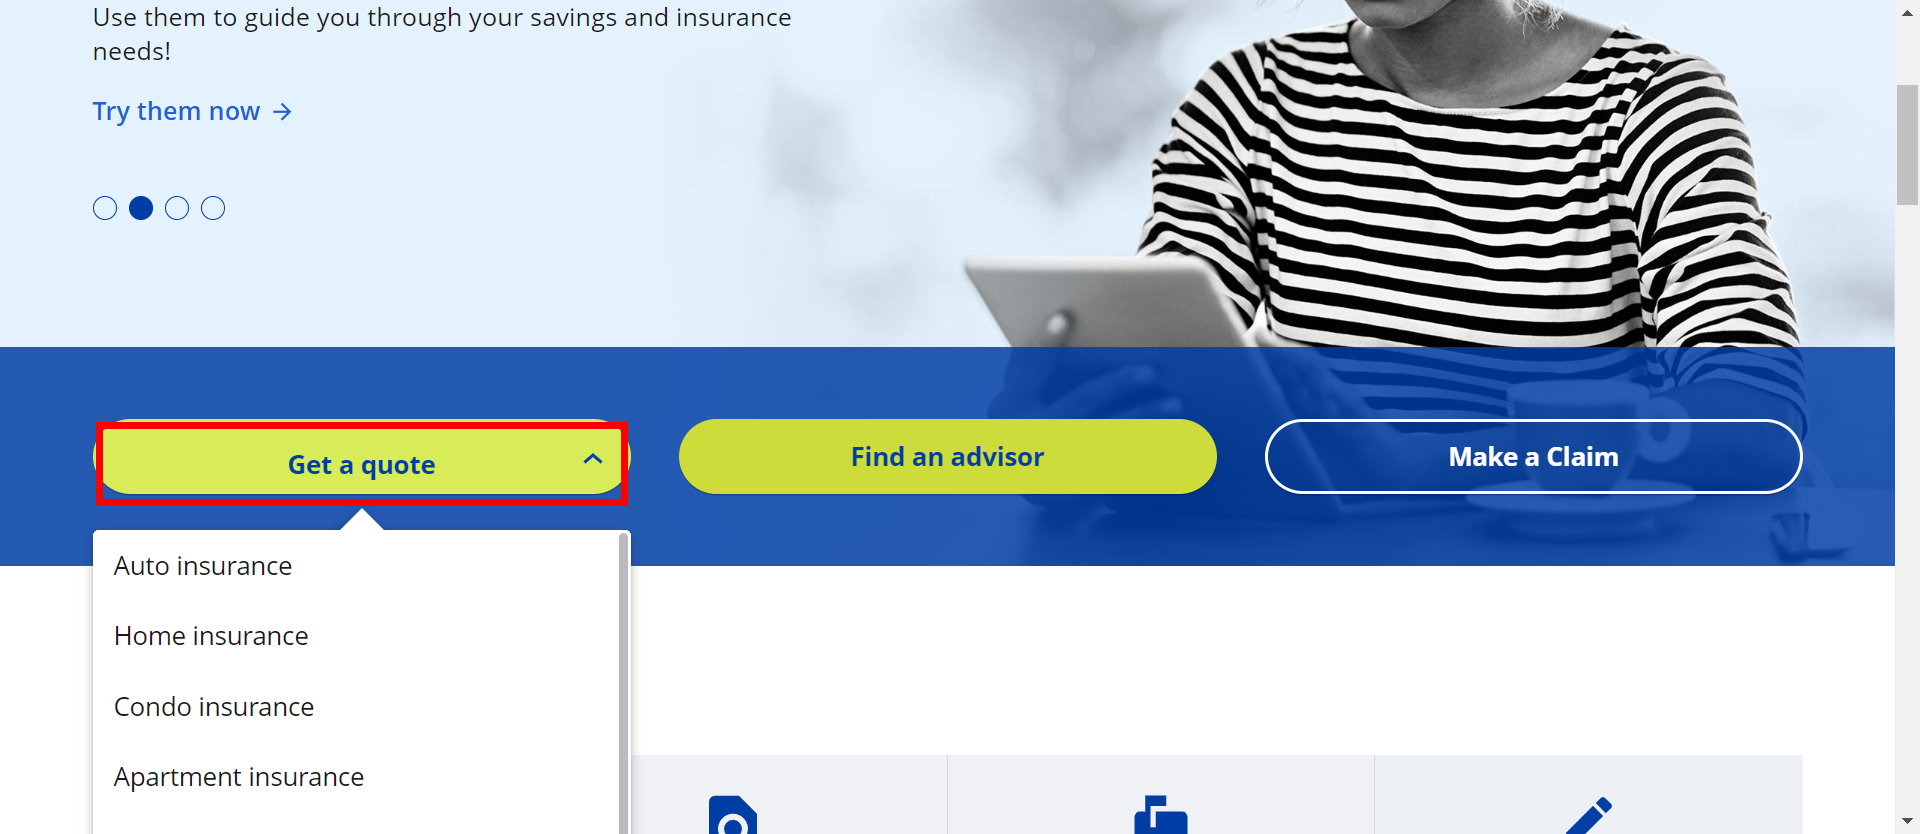 Use them to guide you through your savings and insurance
needs!
Try them now
Get a quote
Find an advisor
Make a Claim
Auto insurance
Home insurance
Condo insurance
Apartment insurance